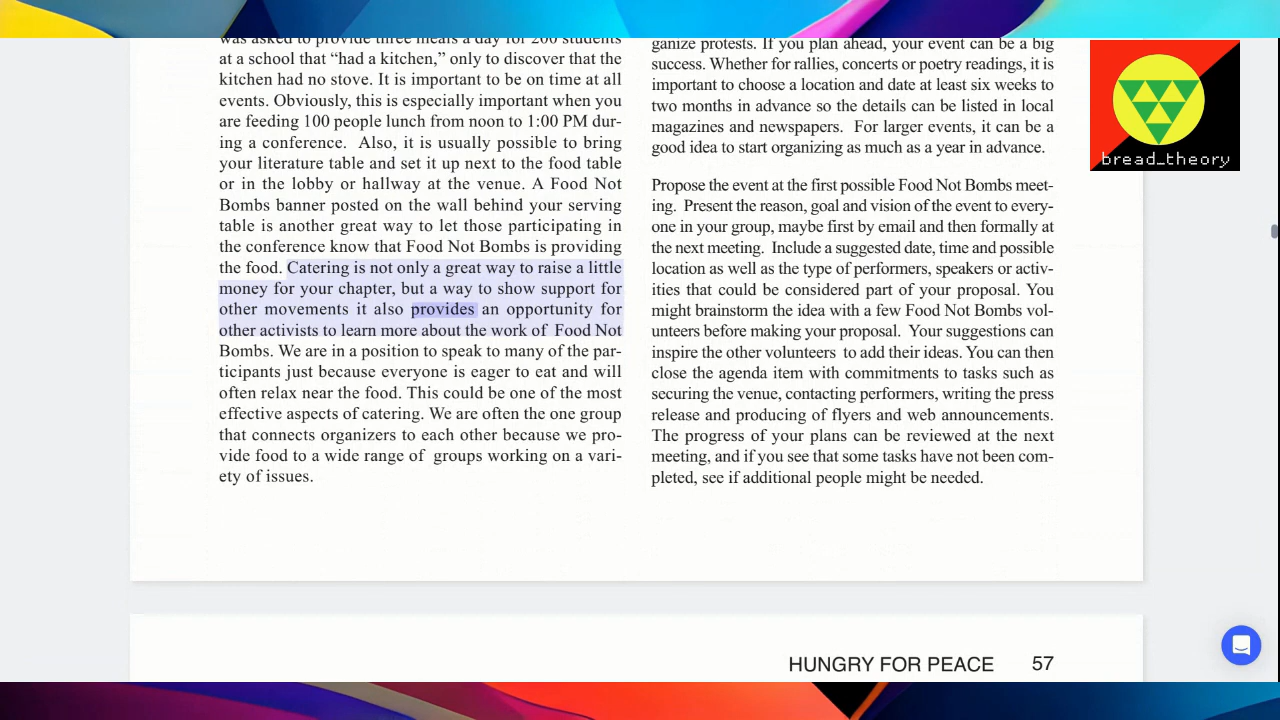 was asked to provide three meals a day for 200 students
at a school that “had a kitchen,” only to discover that the
kitchen had no stove. It is important to be on time at all
events. Obviously, this is especially important when you
are feeding 100 people lunch from noon to 1:00 PM dur-
ing a conference.  Also, it is usually possible to bring
your literature table and set it up next to the food table
or in the lobby or hallway at the venue. A Food Not
Bombs banner posted on the wall behind your serving
table is another great way to let those participating in
the conference know that Food Not Bombs is providing
the food. Catering is not only a great way to raise a little
money for your chapter, but a way to show support for
other movements it also provides an opportunity for
other activists to learn more about the work of  Food Not
Bombs. We are in a position to speak to many of the par-
ticipants just because everyone is eager to eat and will
often relax near the food. This could be one of the most
effective aspects of catering. We are often the one group
that connects organizers to each other because we pro-
vide food to a wide range of  groups working on a vari-
ety of issues.
ganize protests. If you plan ahead, your event can be a big
success. Whether for rallies, concerts or poetry readings, it is
important to choose a location and date at least six weeks to
two months in advance so the details can be listed in local
magazines and newspapers.  For larger events, it can be a
good idea to start organizing as much as a year in advance.
Propose the event at the first possible Food Not Bombs meet-
ing.  Present the reason, goal and vision of the event to every-
one in your group, maybe first by email and then formally at
the next meeting.  Include a suggested date, time and possible
location as well as the type of performers, speakers or activ-
ities that could be considered part of your proposal. You
might brainstorm the idea with a few Food Not Bombs vol-
unteers before making your proposal.  Your suggestions can
inspire the other volunteers  to add their ideas. You can then
close the agenda item with commitments to tasks such as
securing the venue, contacting performers, writing the press
release and producing of flyers and web announcements.
The progress of your plans can be reviewed at the next
meeting, and if you see that some tasks have not been com-
pleted, see if additional people might be needed.
bread_theory
HUNGRY FOR PEACE 57